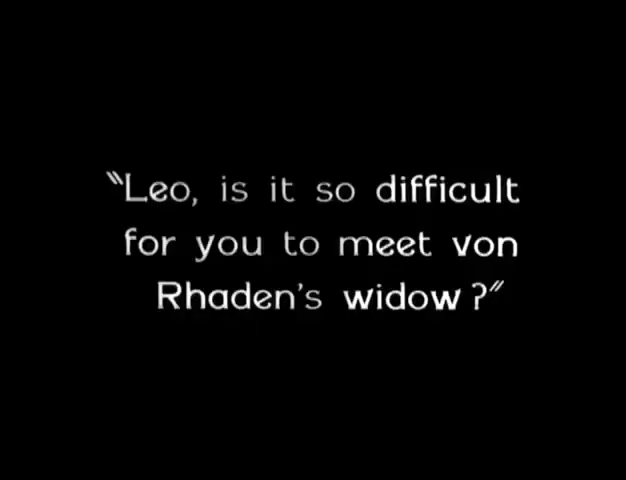 "Leo, is it so difficult
for you to meet von
Rhaden's widow?"